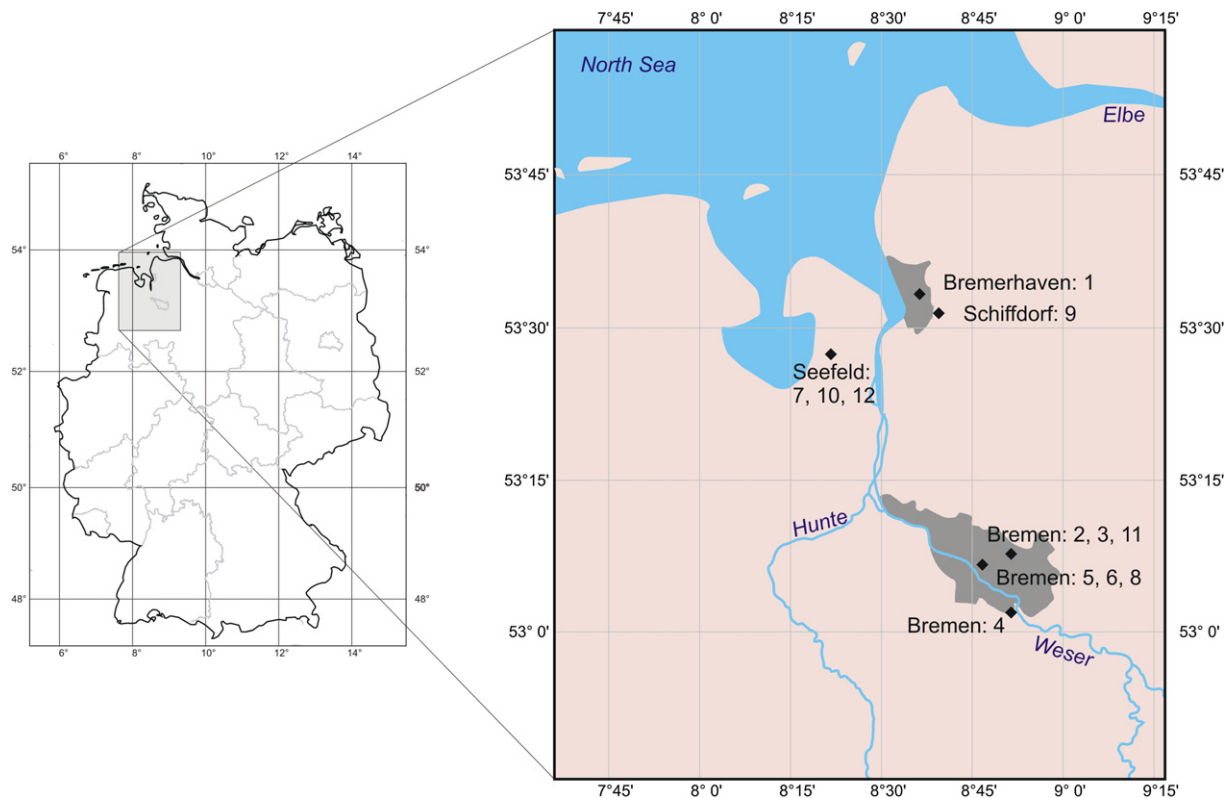 7°45' 8° 0' 8°15' 8°30' 8°45' 9° 0' 9°15'
North Sea
Elbe
53°45' 53°45'
Bremerhaven: 1
Schiffdorf: 9
53°30' 53°30'
Seefeld:
7, 10, 12
53°15' 53°15'
Hunte
Bremen: 2, 3, 11
Bremen: 5, 6, 8
Bremen: 4
53° 0' 53° 0'
Weser
7°45' 8° 0' 8°15' 8°30' 8°45' 9° 0' 9°15'
6° 8° 10° 12° 14°
54° 54°
52° 52°
50° 50°
48° 48°
6° 8° 10° 12° 14°